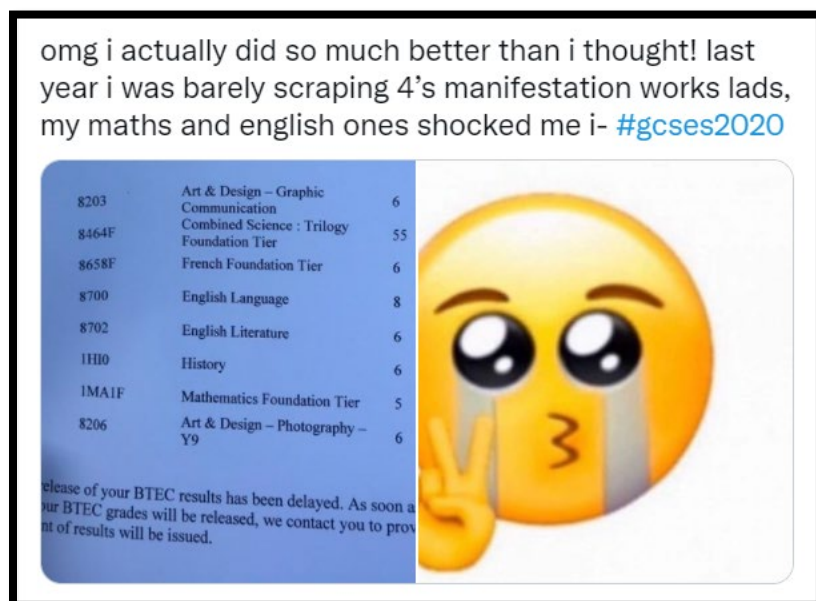 omg i actually did so much better than i thought! last
year i was barely scraping 4's manifestation works lads,
my maths and english ones shocked me i- #gcses2020
8203 Art & Design – Graphic
Communication 6
8464F Combined Science : Trilogy
Foundation Tier 55
8658F French Foundation Tier 6
8700 English Language 8
8702 English Literature 6
1HI0 History 6
1MA1F Mathematics Foundation Tier 5
8206 Art & Design – Photography –
Y9 6
elease of your BTEC results has been delayed. As soon a
ur BTEC grades will be released, we contact you to prov
nt of results will be issued.